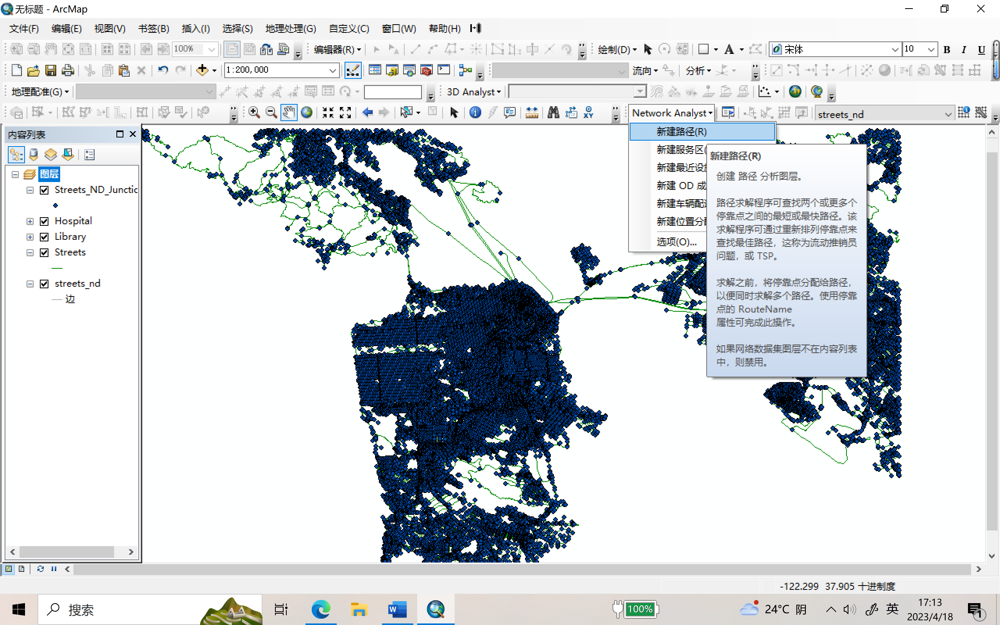 无标题 - ArcMap
文件(F) 编辑(E) 视图(V) 书签(B) 插入(I) 选择(S) 地理处理(G) 自定义(C) 窗口(W) 帮助(H)
100% 编辑器(R) 绘制(D) A 宋体 10 B I U
1:200,000 流向 分析
地理配准(G) 3D Analyst
XY Network Analyst streets_nd
内容列表
图层
Streets_ND_Junctic
Hospital
Library
Streets
streets_nd
边
新建路径(R)
新建服务区(
新建最近设
新建 OD 成
新建车辆配
新建位置分
选项(O)...
新建路径(R)
创建 路径 分析图层。
路径求解程序可查找两个或更多个
停靠点之间的最短或最快路径。该
求解程序可通过重新排列停靠点来
查找最佳路径，这称为流动推销员
问题，或 TSP。
求解之前，将停靠点分配给路径，
以便同时求解多个路径。使用停靠
点的 RouteName
属性可完成此操作。
如果网络数据集图层不在内容列表
中，则禁用。
-122.299 37.905 十进制度
搜索
100%
24°C 阴
英
17:13
2023/4/18
1